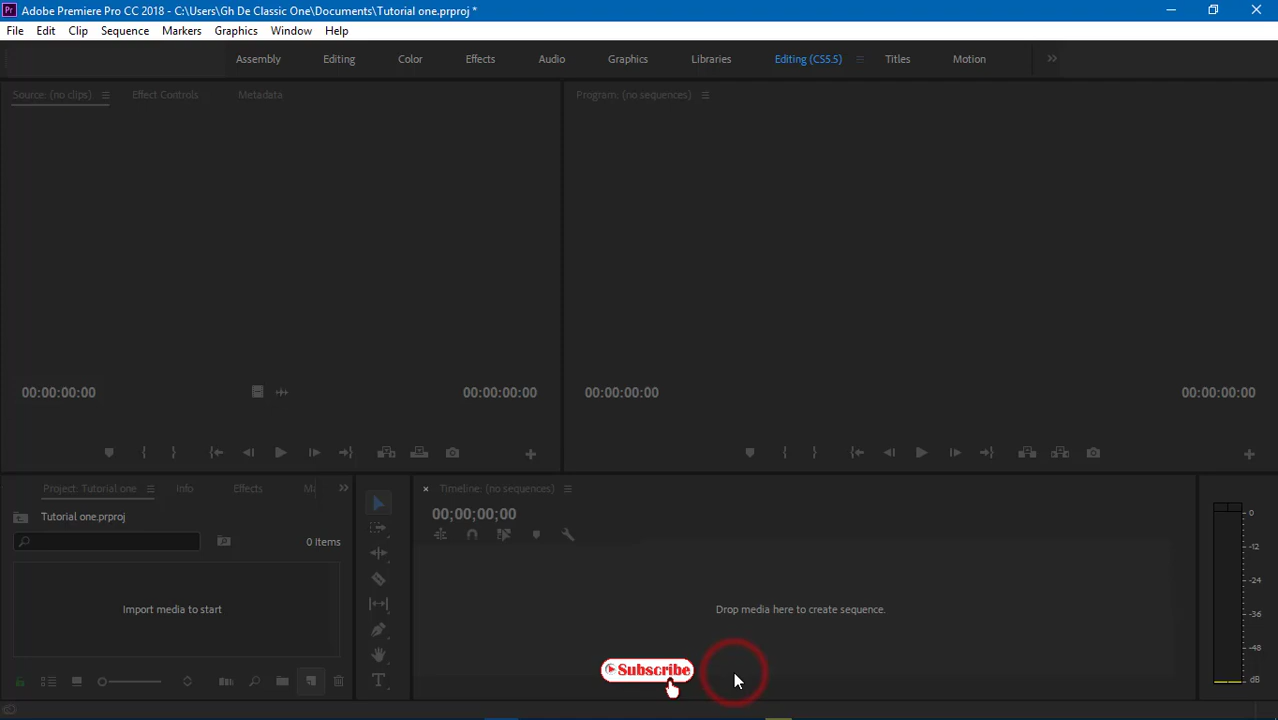 Adobe Premiere Pro CC 2018 - C:\Users\Gh De Classic One\Documents\Tutorial one.prproj *
File Edit Clip Sequence Markers Graphics Window Help
Assembly Editing Color Effects Audio Graphics Libraries Editing (CS5.5) Titles Motion
Source: (no clips) Effect Controls Metadata Program: (no sequences)
00:00:00:00 00:00:00:00 00:00:00:00 00:00:00:00
Project: Tutorial one Info Effects Timeline: (no sequences)
Tutorial one.prproj 00;00;00;00
0 Items
Import media to start
Drop media here to create sequence.
Subscribe
0
-12
-24
-36
-48
dB